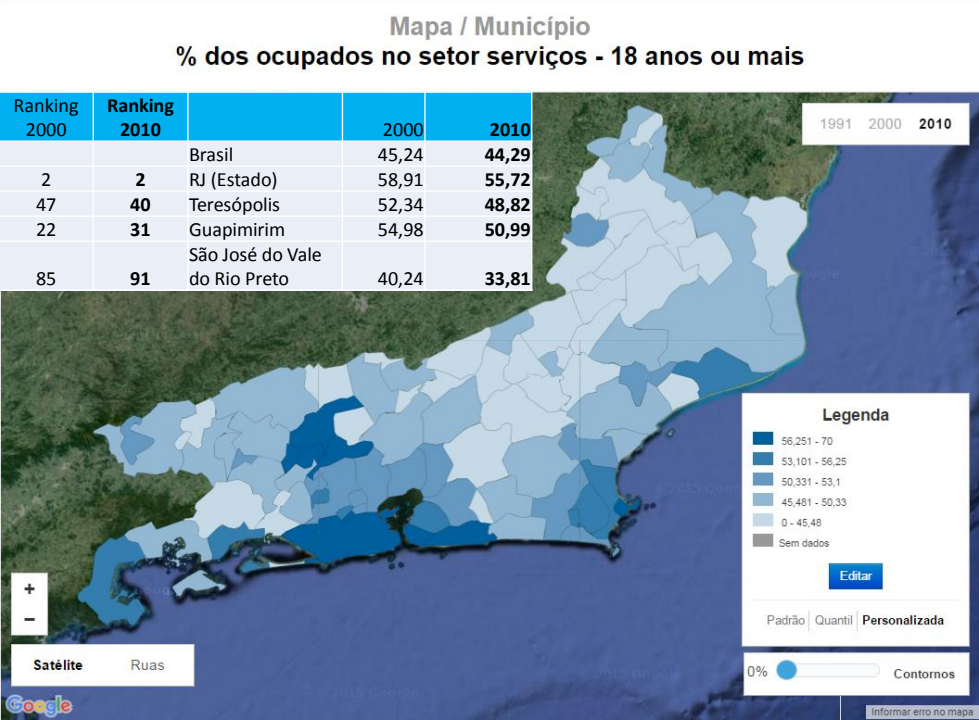 Mapa / Município
% dos ocupados no setor serviços - 18 anos ou mais
Ranking 2000 Ranking 2010 2000 2010
Brasil 45,24 44,29
2 2 RJ (Estado) 58,91 55,72
47 40 Teresópolis 52,34 48,82
22 31 Guapimirim 54,98 50,99
85 91 São José do Vale do Rio Preto 40,24 33,81
1991 2000 2010
Legenda
56,251 - 70
53,101 - 56,25
50,331 - 53,1
45,481 - 50,33
0 - 45,48
Sem dados
Editar
Padrão Quantil Personalizada
0% Contornos
+
−
Satélite Ruas
Google
Informar erro no mapa